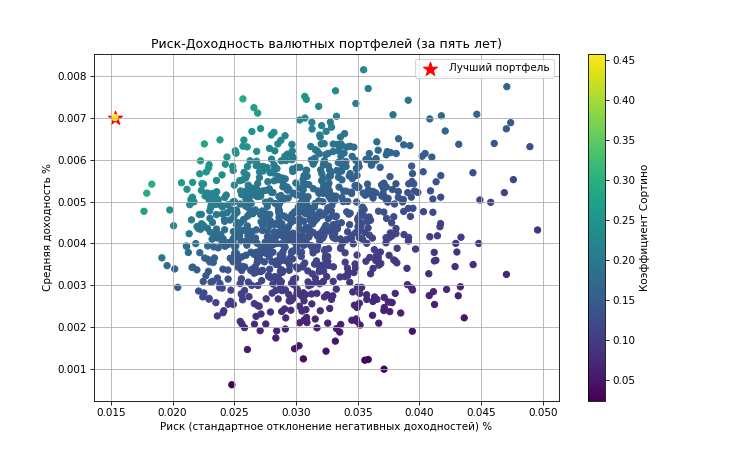 Риск-Доходность валютных портфелей (за пять лет)
Лучший портфель
0.008
0.007
0.006
0.005
0.004
0.003
0.002
0.001
Средняя доходность %
0.015 0.020 0.025 0.030 0.035 0.040 0.045 0.050
Риск (стандартное отклонение негативных доходностей) %
0.45
0.40
0.35
0.30
0.25
0.20
0.15
0.10
0.05
Коэффициент Сортино